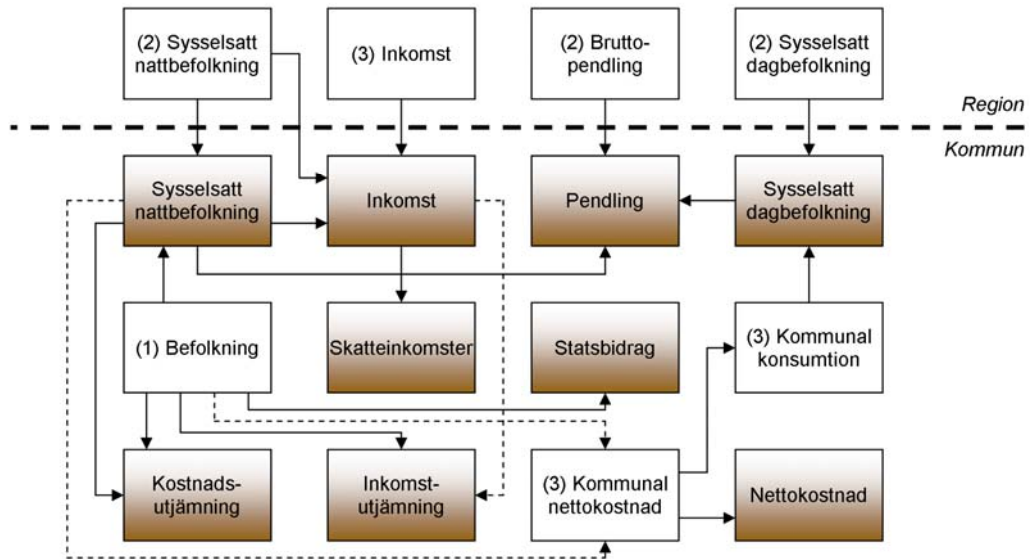 (2) Sysselsatt
nattbefolkning
(3) Inkomst
(2) Brutto-
pendling
(2) Sysselsatt
dagbefolkning
Region
Kommun
Sysselsatt
nattbefolkning
Inkomst
Pendling
Sysselsatt
dagbefolkning
(1) Befolkning
Skatteinkomster
Statsbidrag
(3) Kommunal
konsumtion
Kostnads-
utjämning
Inkomst-
utjämning
(3) Kommunal
nettokostnad
Nettokostnad